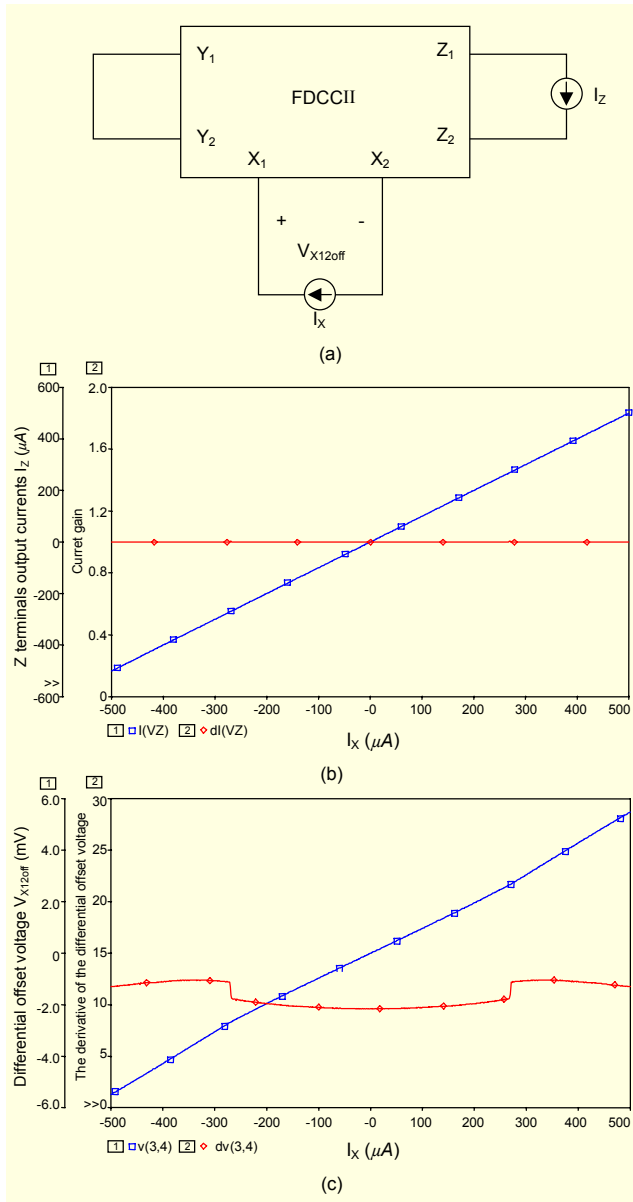 Y1 Z1
FDCCII IZ
Y2 Z2
X1 X2
+ -
VX12off
IX
(a)
1 2
600 2.0
400 1.6
200 1.2
0
-200 0.8
-400 0.4
>>
-600 0
Z terminals output currents IZ (µA)
Curret gain
-500 -400 -300 -200 -100 -0 100 200 300 400 500
1 I(VZ) 2 dI(VZ)
IX (µA)
(b)
1 2
6.0 30
4.0 25
2.0 20
0 15
-2.0 10
-4.0 5
-6.0 >>0
Differential offset voltage VX12off (mV)
The derivative of the differential offset voltage
-500 -400 -300 -200 -100 -0 100 200 300 400 500
1 v(3,4) 2 dv(3,4)
IX (µA)
(c)